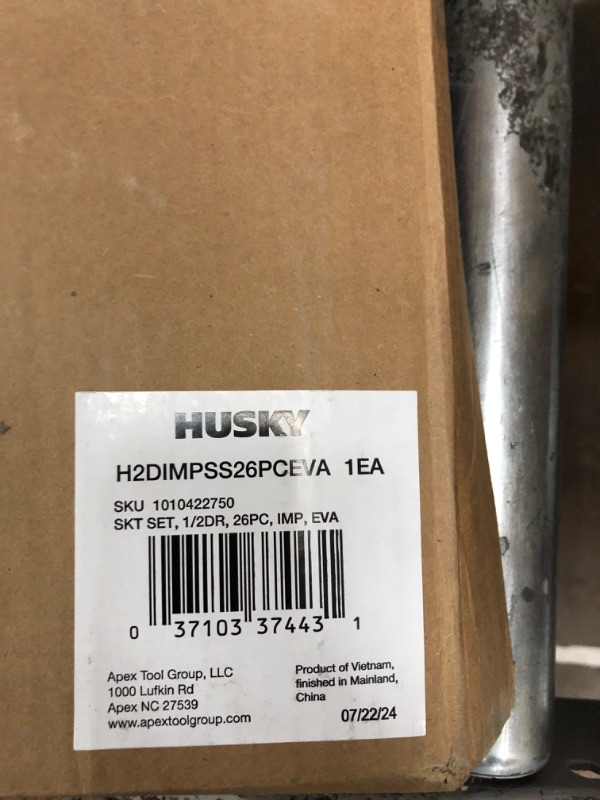 HUSKY
H2DIMPSS26PCEVA 1EA
SKU 1010422750
SKT SET, 1/2DR, 26PC, IMP, EVA
0 37103 37443 1
Apex Tool Group, LLC
1000 Lufkin Rd
Apex NC 27539
www.apextoolgroup.com
Product of Vietnam,
finished in Mainland,
China
07/22/24